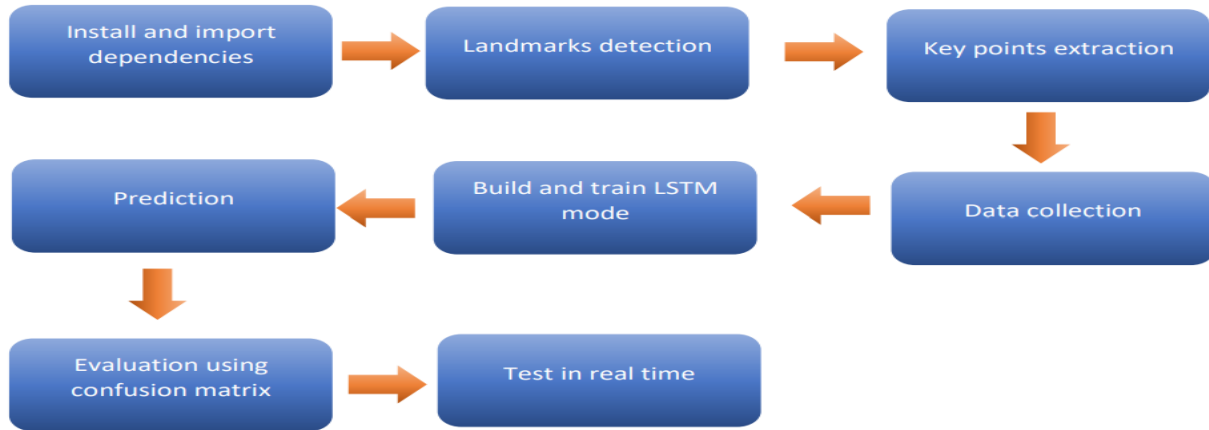 Install and import
dependencies
Landmarks detection
Key points extraction
Data collection
Build and train LSTM
mode
Prediction
Evaluation using
confusion matrix
Test in real time